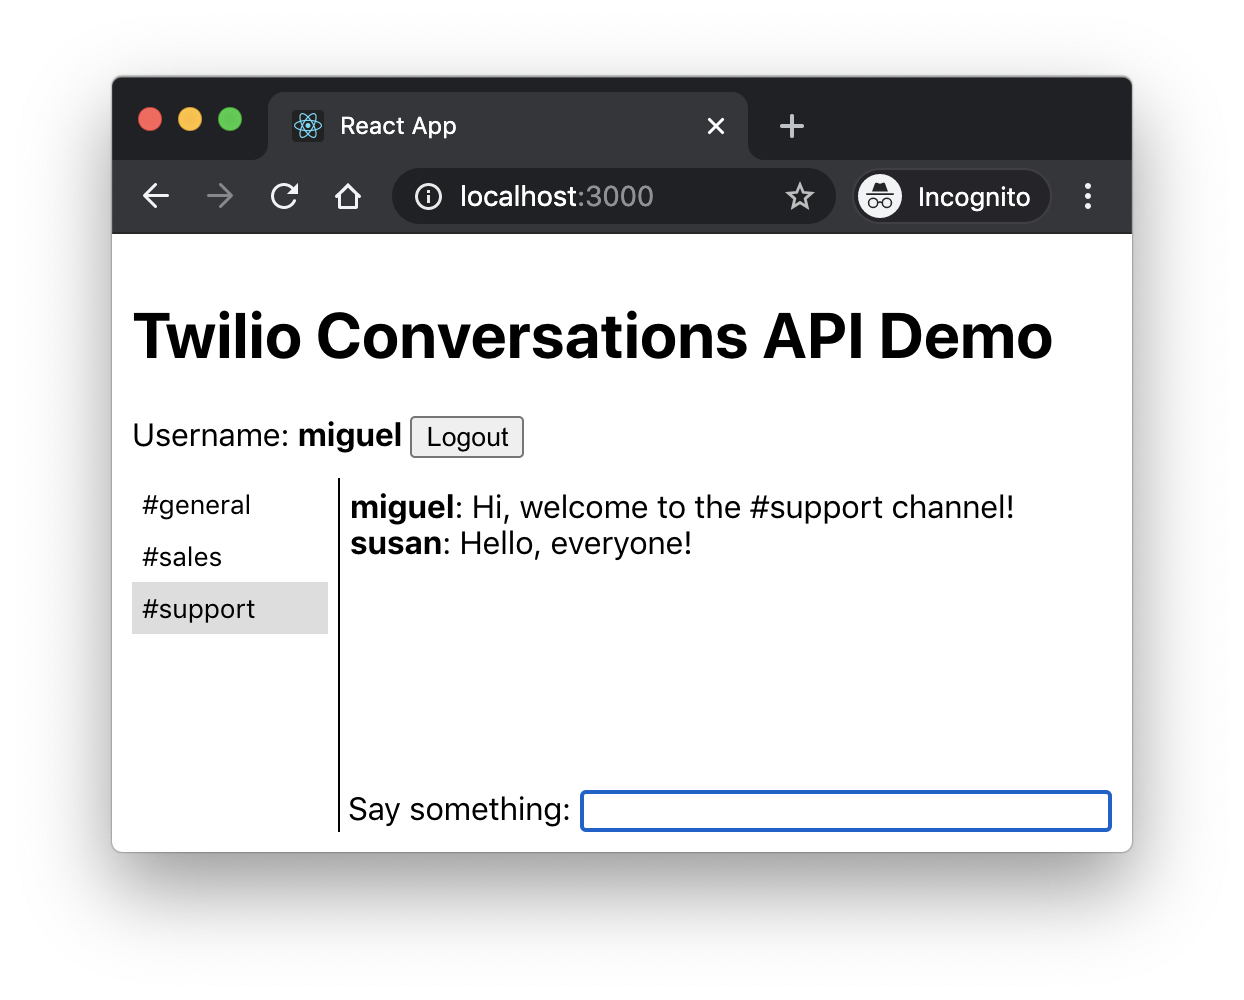 React App
localhost:3000
Incognito
Twilio Conversations API Demo
Username: miguel Logout
#general
#sales
#support
miguel: Hi, welcome to the #support channel!
susan: Hello, everyone!
Say something: